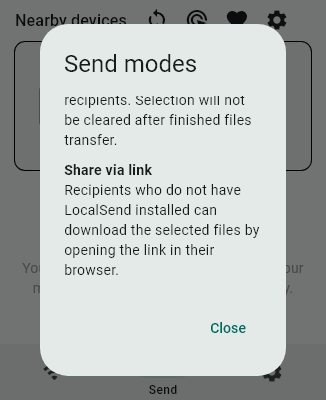 Nearby devices
Send modes
recipients. Selection will not
be cleared after finished files
transfer.
Share via link
Recipients who do not have
LocalSend installed can
download the selected files by
opening the link in their
browser.
Close
Send